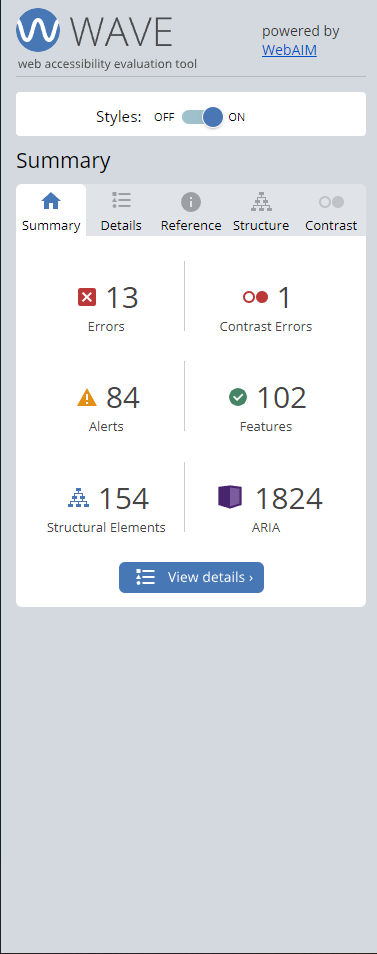 WAVE
web accessibility evaluation tool
powered by
WebAIM
Styles: OFF ON
Summary
Summary Details Reference Structure Contrast
13 1
Errors Contrast Errors
84 102
Alerts Features
154 1824
Structural Elements ARIA
View details ›